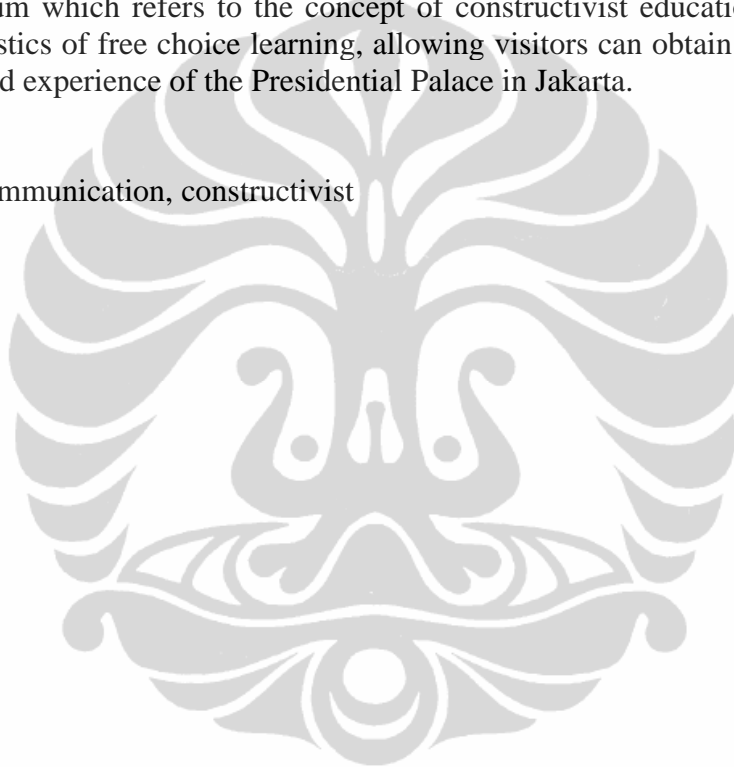 um which refers to the concept of constructivist educatio
stics of free choice learning, allowing visitors can obtain
d experience of the Presidential Palace in Jakarta.
mmunication, constructivist